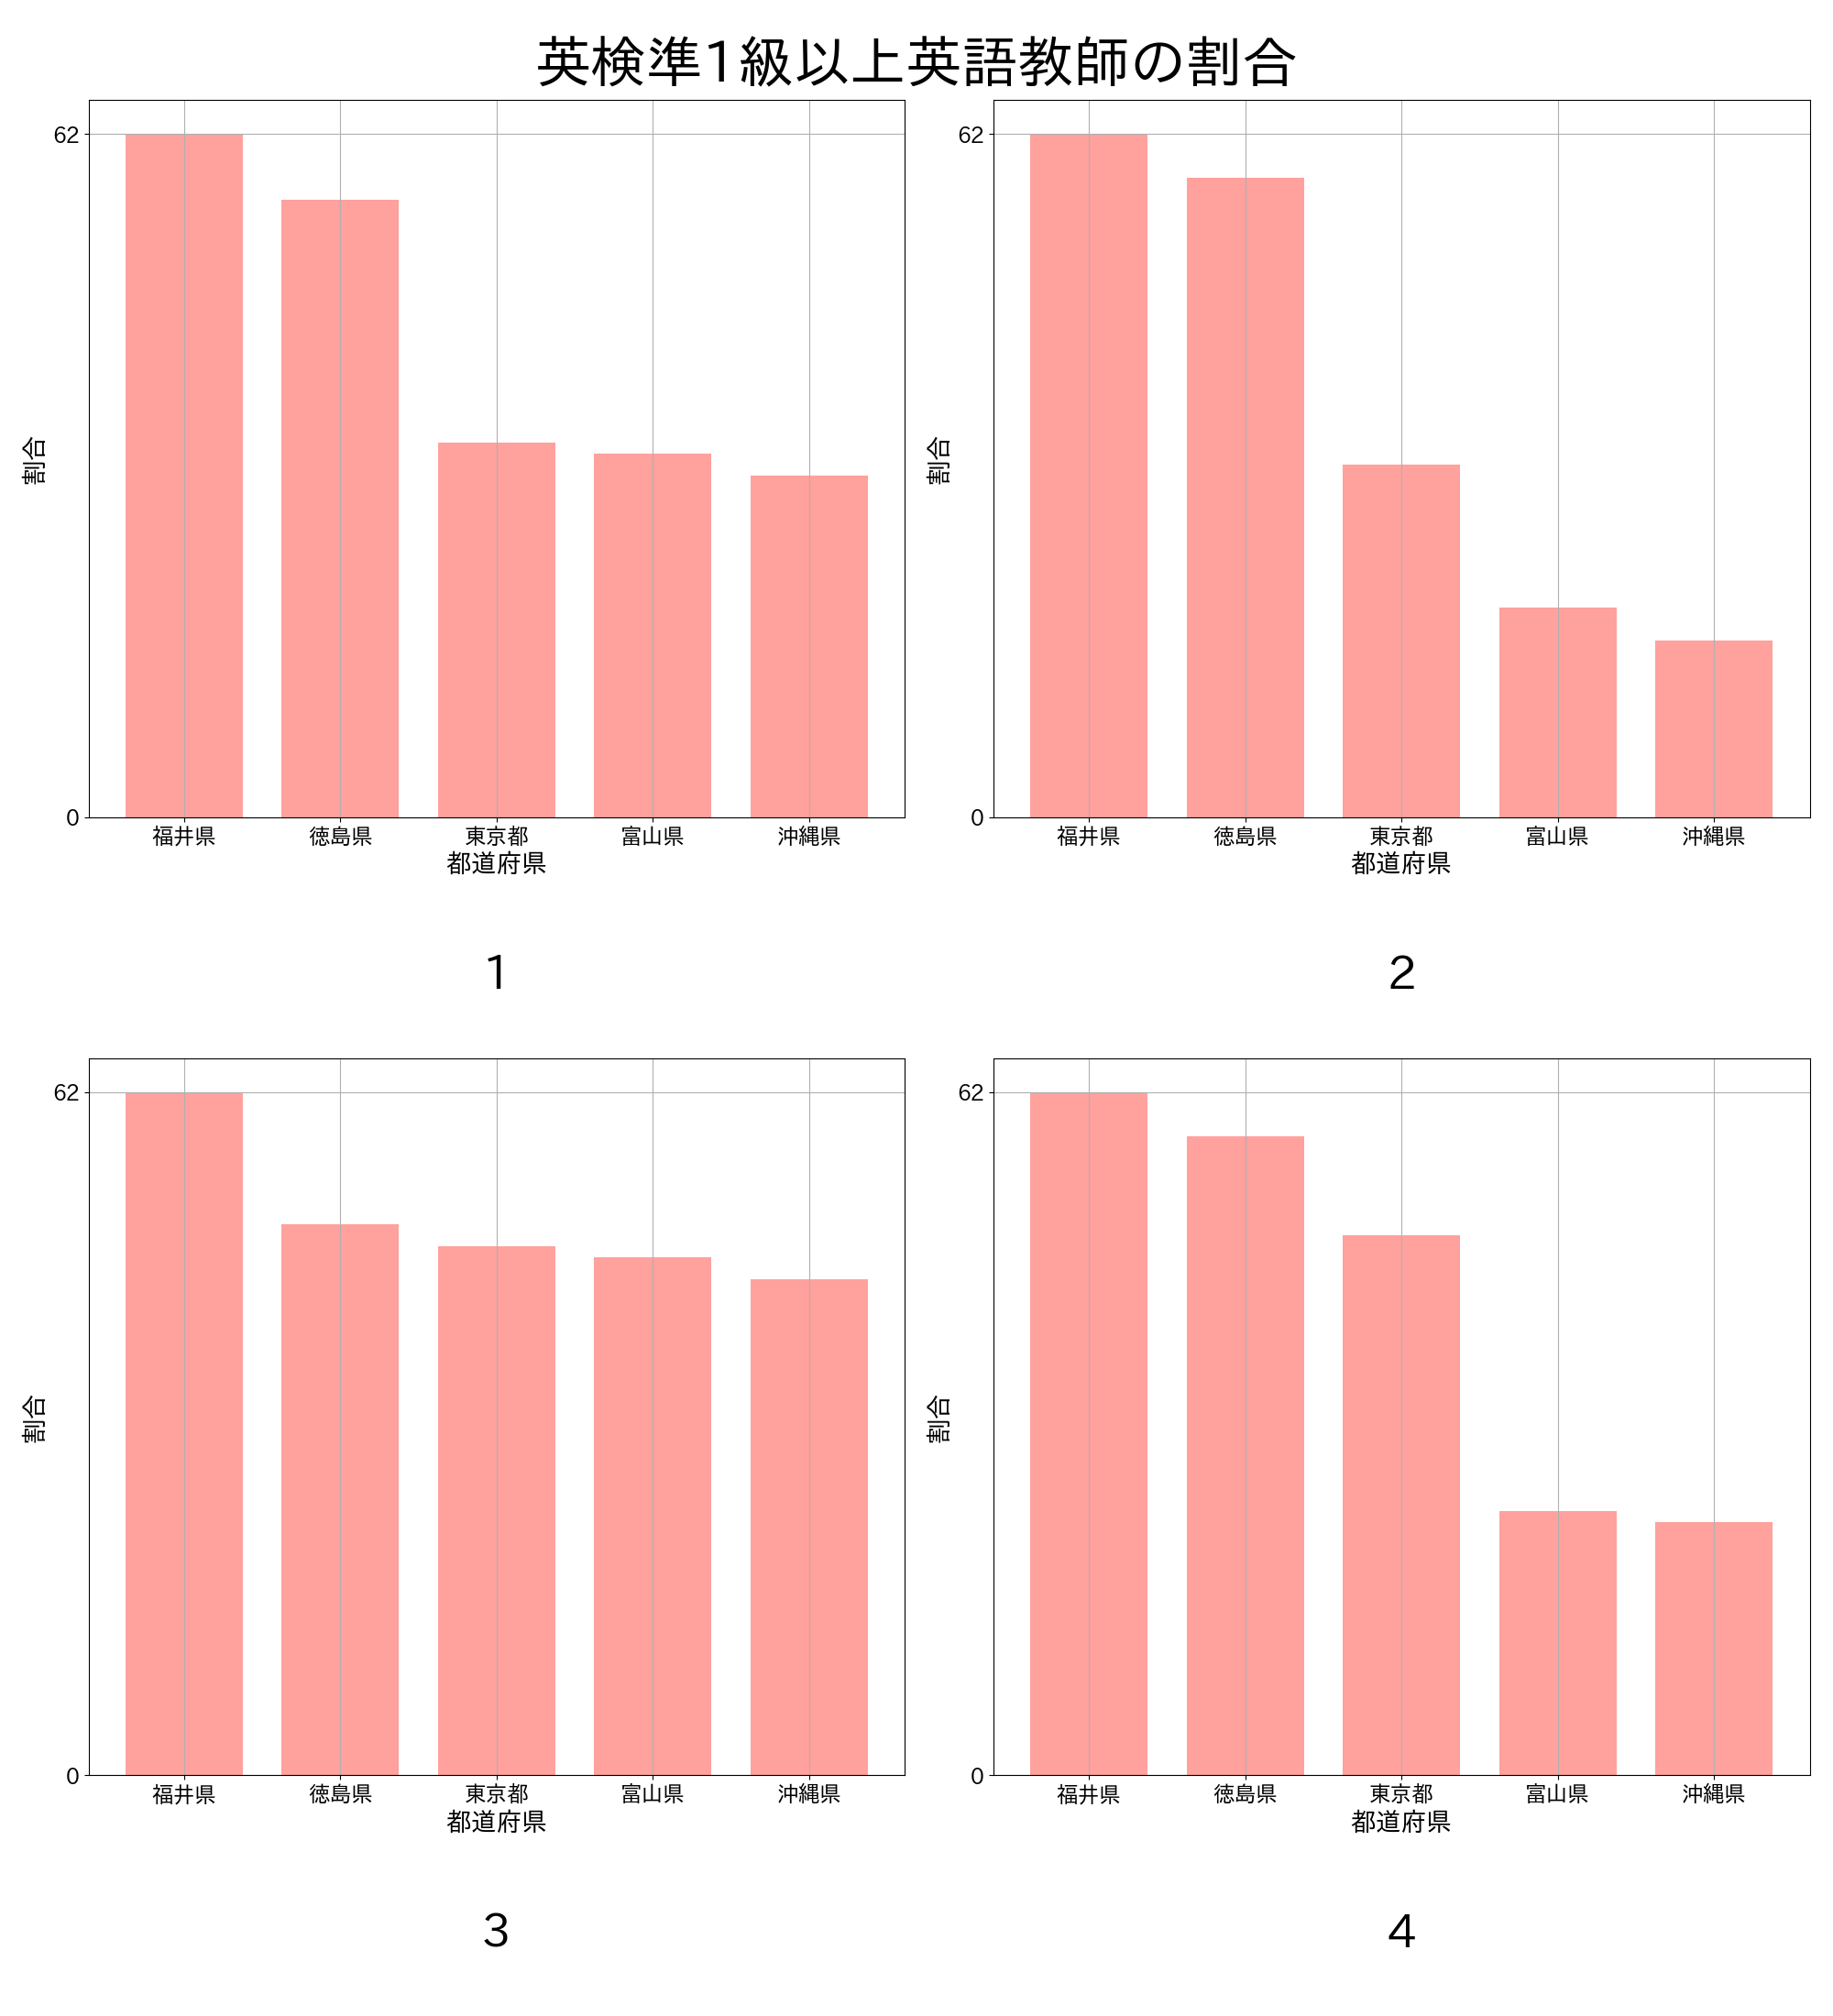 英検準1級以上英語教師の割合
62
0
割合
福井県 徳島県 東京都 富山県 沖縄県
都道府県
1
62
0
割合
福井県 徳島県 東京都 富山県 沖縄県
都道府県
2
62
0
割合
福井県 徳島県 東京都 富山県 沖縄県
都道府県
3
62
0
割合
福井県 徳島県 東京都 富山県 沖縄県
都道府県
4